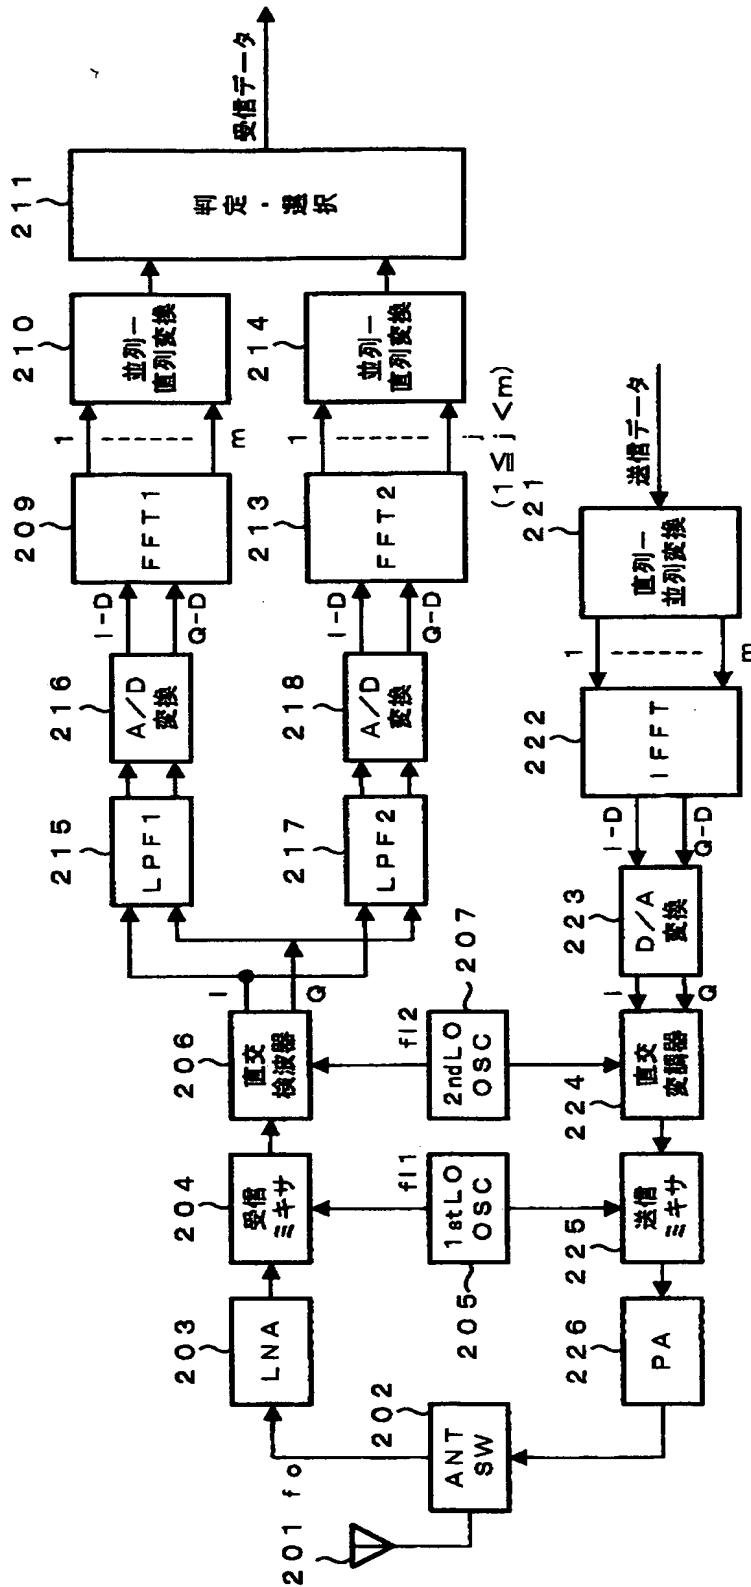 201
fo
202
ANT
SW
203
LNA
204
受信
ミキサ
fl1
205
1stLO
OSC
206
直交
検波器
fl2
207
2ndLO
OSC
I
Q
215
LPF1
216
A/D
変換
I-D
Q-D
209
FFT1
1
m
210
並列ー
直列変換
217
LPF2
218
A/D
変換
I-D
Q-D
213
FFT2
1
j
(1≦j<m)
214
並列ー
直列変換
211
判定・選択
受信データ
送信データ
221
直列ー
並列変換
1
m
222
IFFT
I-D
Q-D
223
D/A
変換
I
Q
224
直交
変調器
225
送信
ミキサ
226
PA